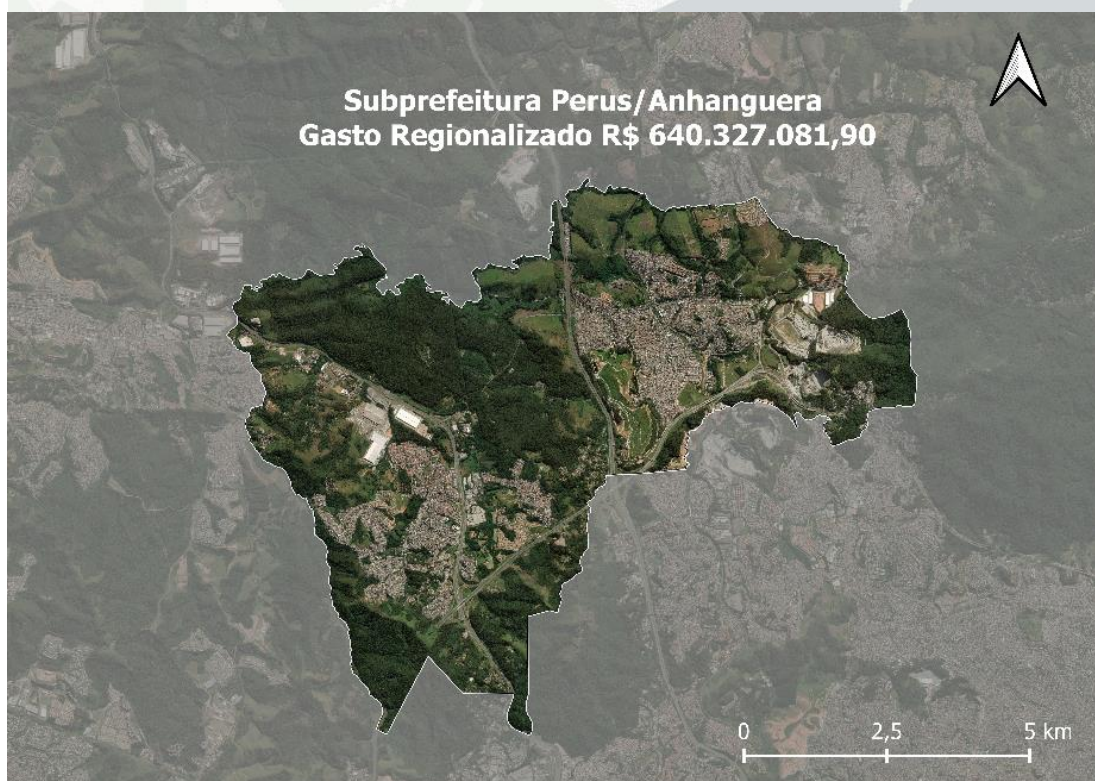 Subprefeitura Perus/Anhanguera
Gasto Regionalizado R$ 640.327.081,90
0 2,5 5 km